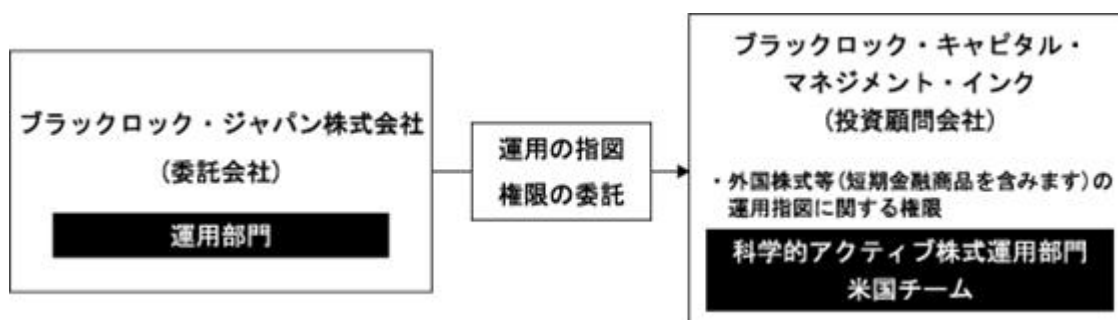 ブラックロック・ジャパン株式会社
(委託会社)
運用部門
運用の指図
権限の委託
ブラックロック・キャピタル・
マネジメント・インク
(投資顧問会社)
・外国株式等(短期金融商品を含みます)の
運用指図に関する権限
科学的アクティブ株式運用部門
米国チーム